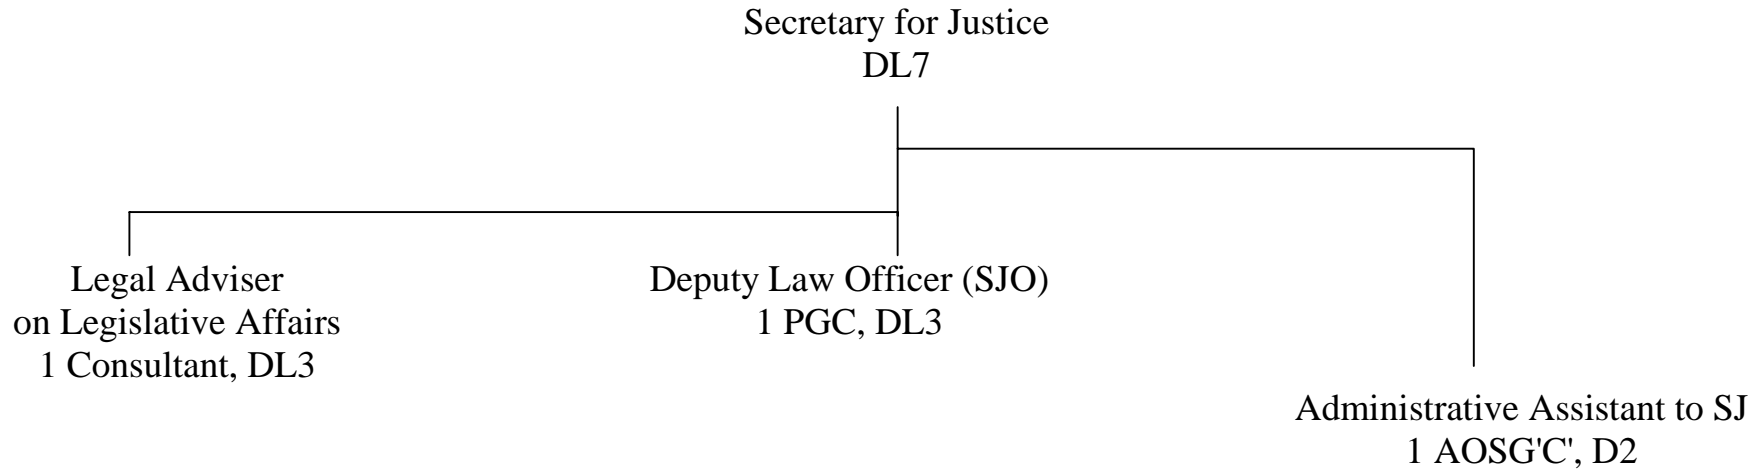 Secretary for Justice
DL7
Legal Adviser
on Legislative Affairs
1 Consultant, DL3
Deputy Law Officer (SJO)
1 PGC, DL3
Administrative Assistant to SJ
1 AOSG'C', D2